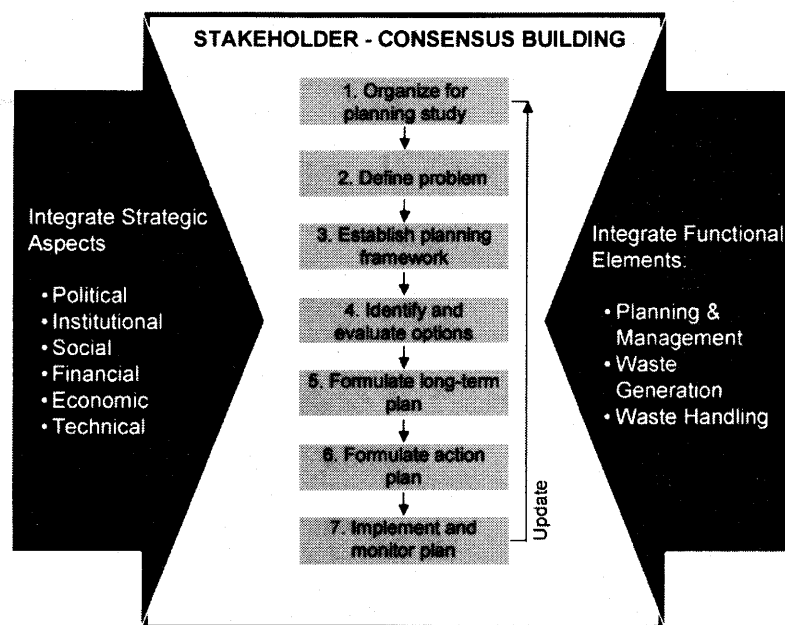 STAKEHOLDER - CONSENSUS BUILDING
1. Organize for
planning study
2. Define problem
3. Establish planning
framework
4. Identify and
evaluate options
5. Formulate long-term
plan
6. Formulate action
plan
7. Implement and
monitor plan
Update
Integrate Strategic
Aspects
• Political
• Institutional
• Social
• Financial
• Economic
• Technical
Integrate Functional
Elements:
• Planning &
Management
• Waste
Generation
• Waste Handling